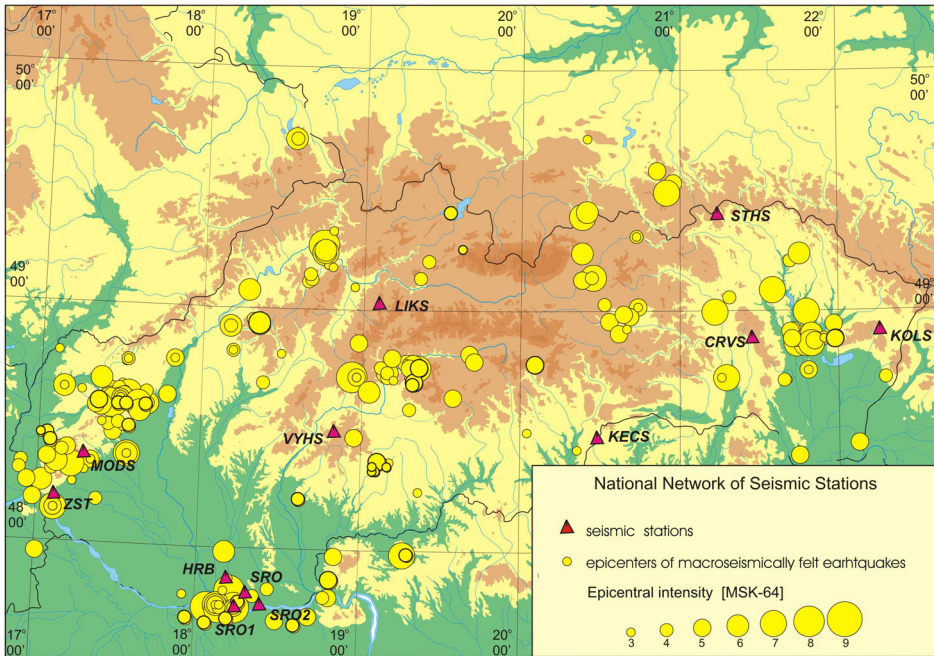 17° 00'
18° 00'
19° 00'
20° 00'
21° 00'
22° 00'
50° 00'
50° 00'
STHS
49° 00'
49° 00'
LIKS
CRVS
KOLS
VYHS
KECS
MODS
ZST
48° 00'
HRB
SRO
SRO1
SRO2
17° 00'
18° 00'
19° 00'
20° 00'
National Network of Seismic Stations
seismic stations
epicenters of macroseismically felt earhtquakes
Epicentral intensity [MSK-64]
3 4 5 6 7 8 9